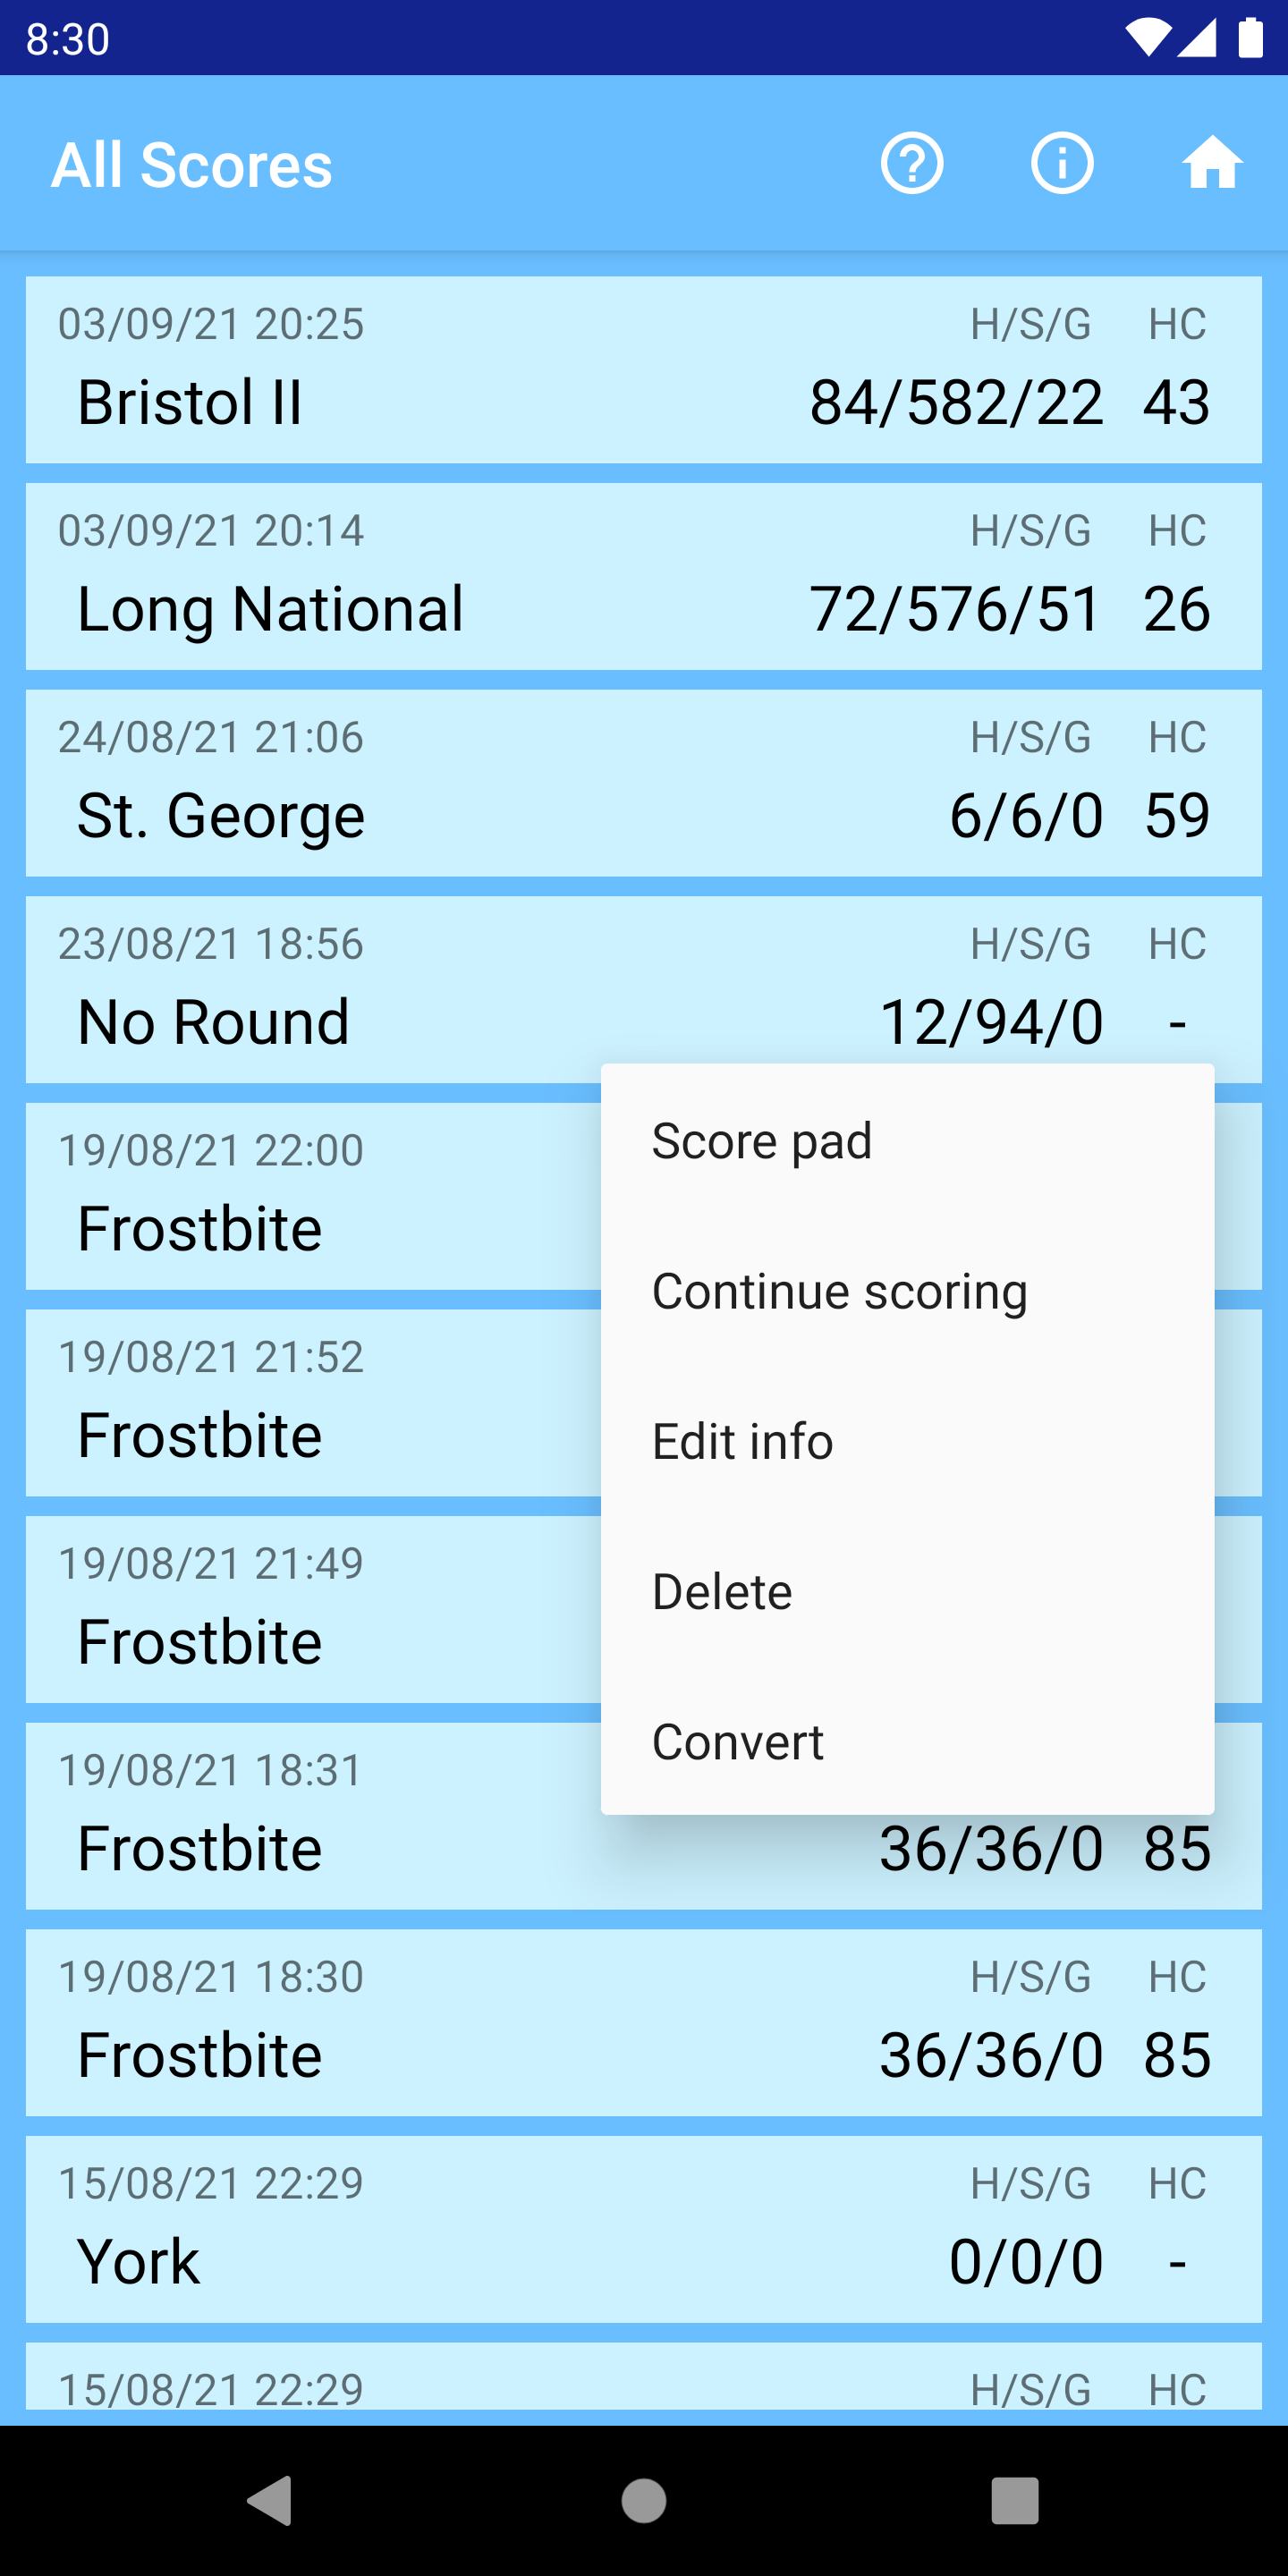 8:30
All Scores
03/09/21 20:25 H/S/G HC
Bristol II 84/582/22 43
03/09/21 20:14 H/S/G HC
Long National 72/576/51 26
24/08/21 21:06 H/S/G HC
St. George 6/6/0 59
23/08/21 18:56 H/S/G HC
No Round 12/94/0 -
19/08/21 22:00
Frostbite
19/08/21 21:52
Frostbite
19/08/21 21:49
Frostbite
19/08/21 18:31
Frostbite 36/36/0 85
Score pad
Continue scoring
Edit info
Delete
Convert
19/08/21 18:30 H/S/G HC
Frostbite 36/36/0 85
15/08/21 22:29 H/S/G HC
York 0/0/0 -
15/08/21 22:29 H/S/G HC